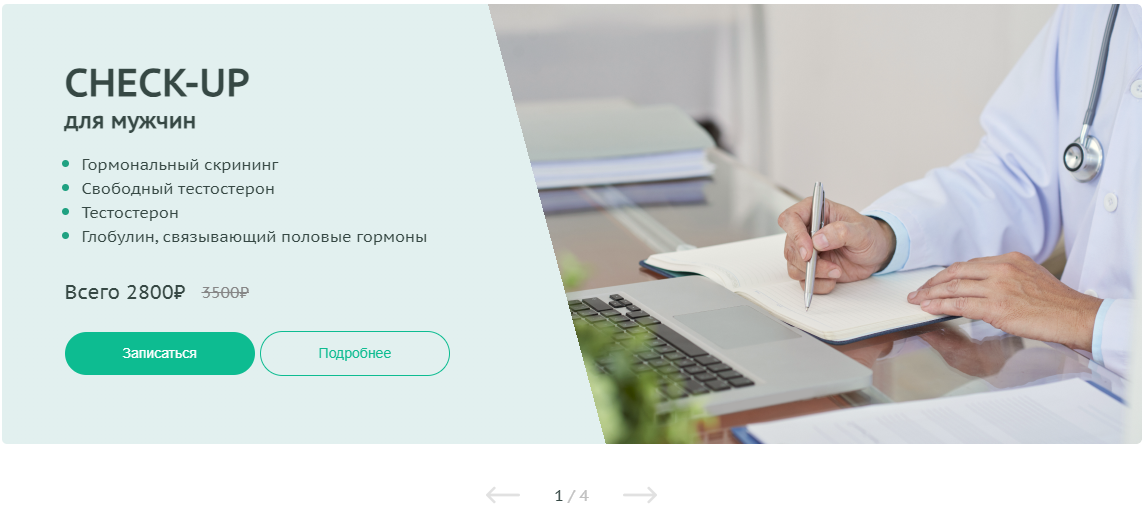 CHECK-UP
для мужчин
Гормональный скрининг
Свободный тестостерон
Тестостерон
Глобулин, связывающий половые гормоны
Всего 2800₽ 3500₽
Записаться Подробнее
1 / 4